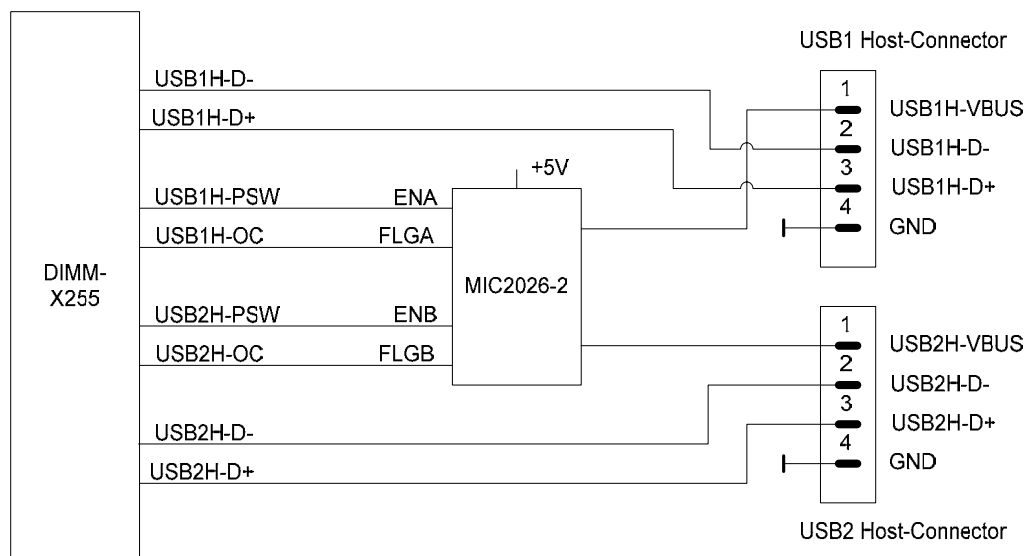 USB1 Host-Connector
USB1H-D-
USB1H-D+
1
USB1H-VBUS
2
USB1H-D-
3
USB1H-D+
4
GND
+5V
USB1H-PSW ENA
USB1H-OC FLGA
DIMM-
X255
MIC2026-2
USB2H-PSW ENB
USB2H-OC FLGB
1
USB2H-VBUS
2
USB2H-D-
3
USB2H-D+
4
GND
USB2H-D-
USB2H-D+
USB2 Host-Connector